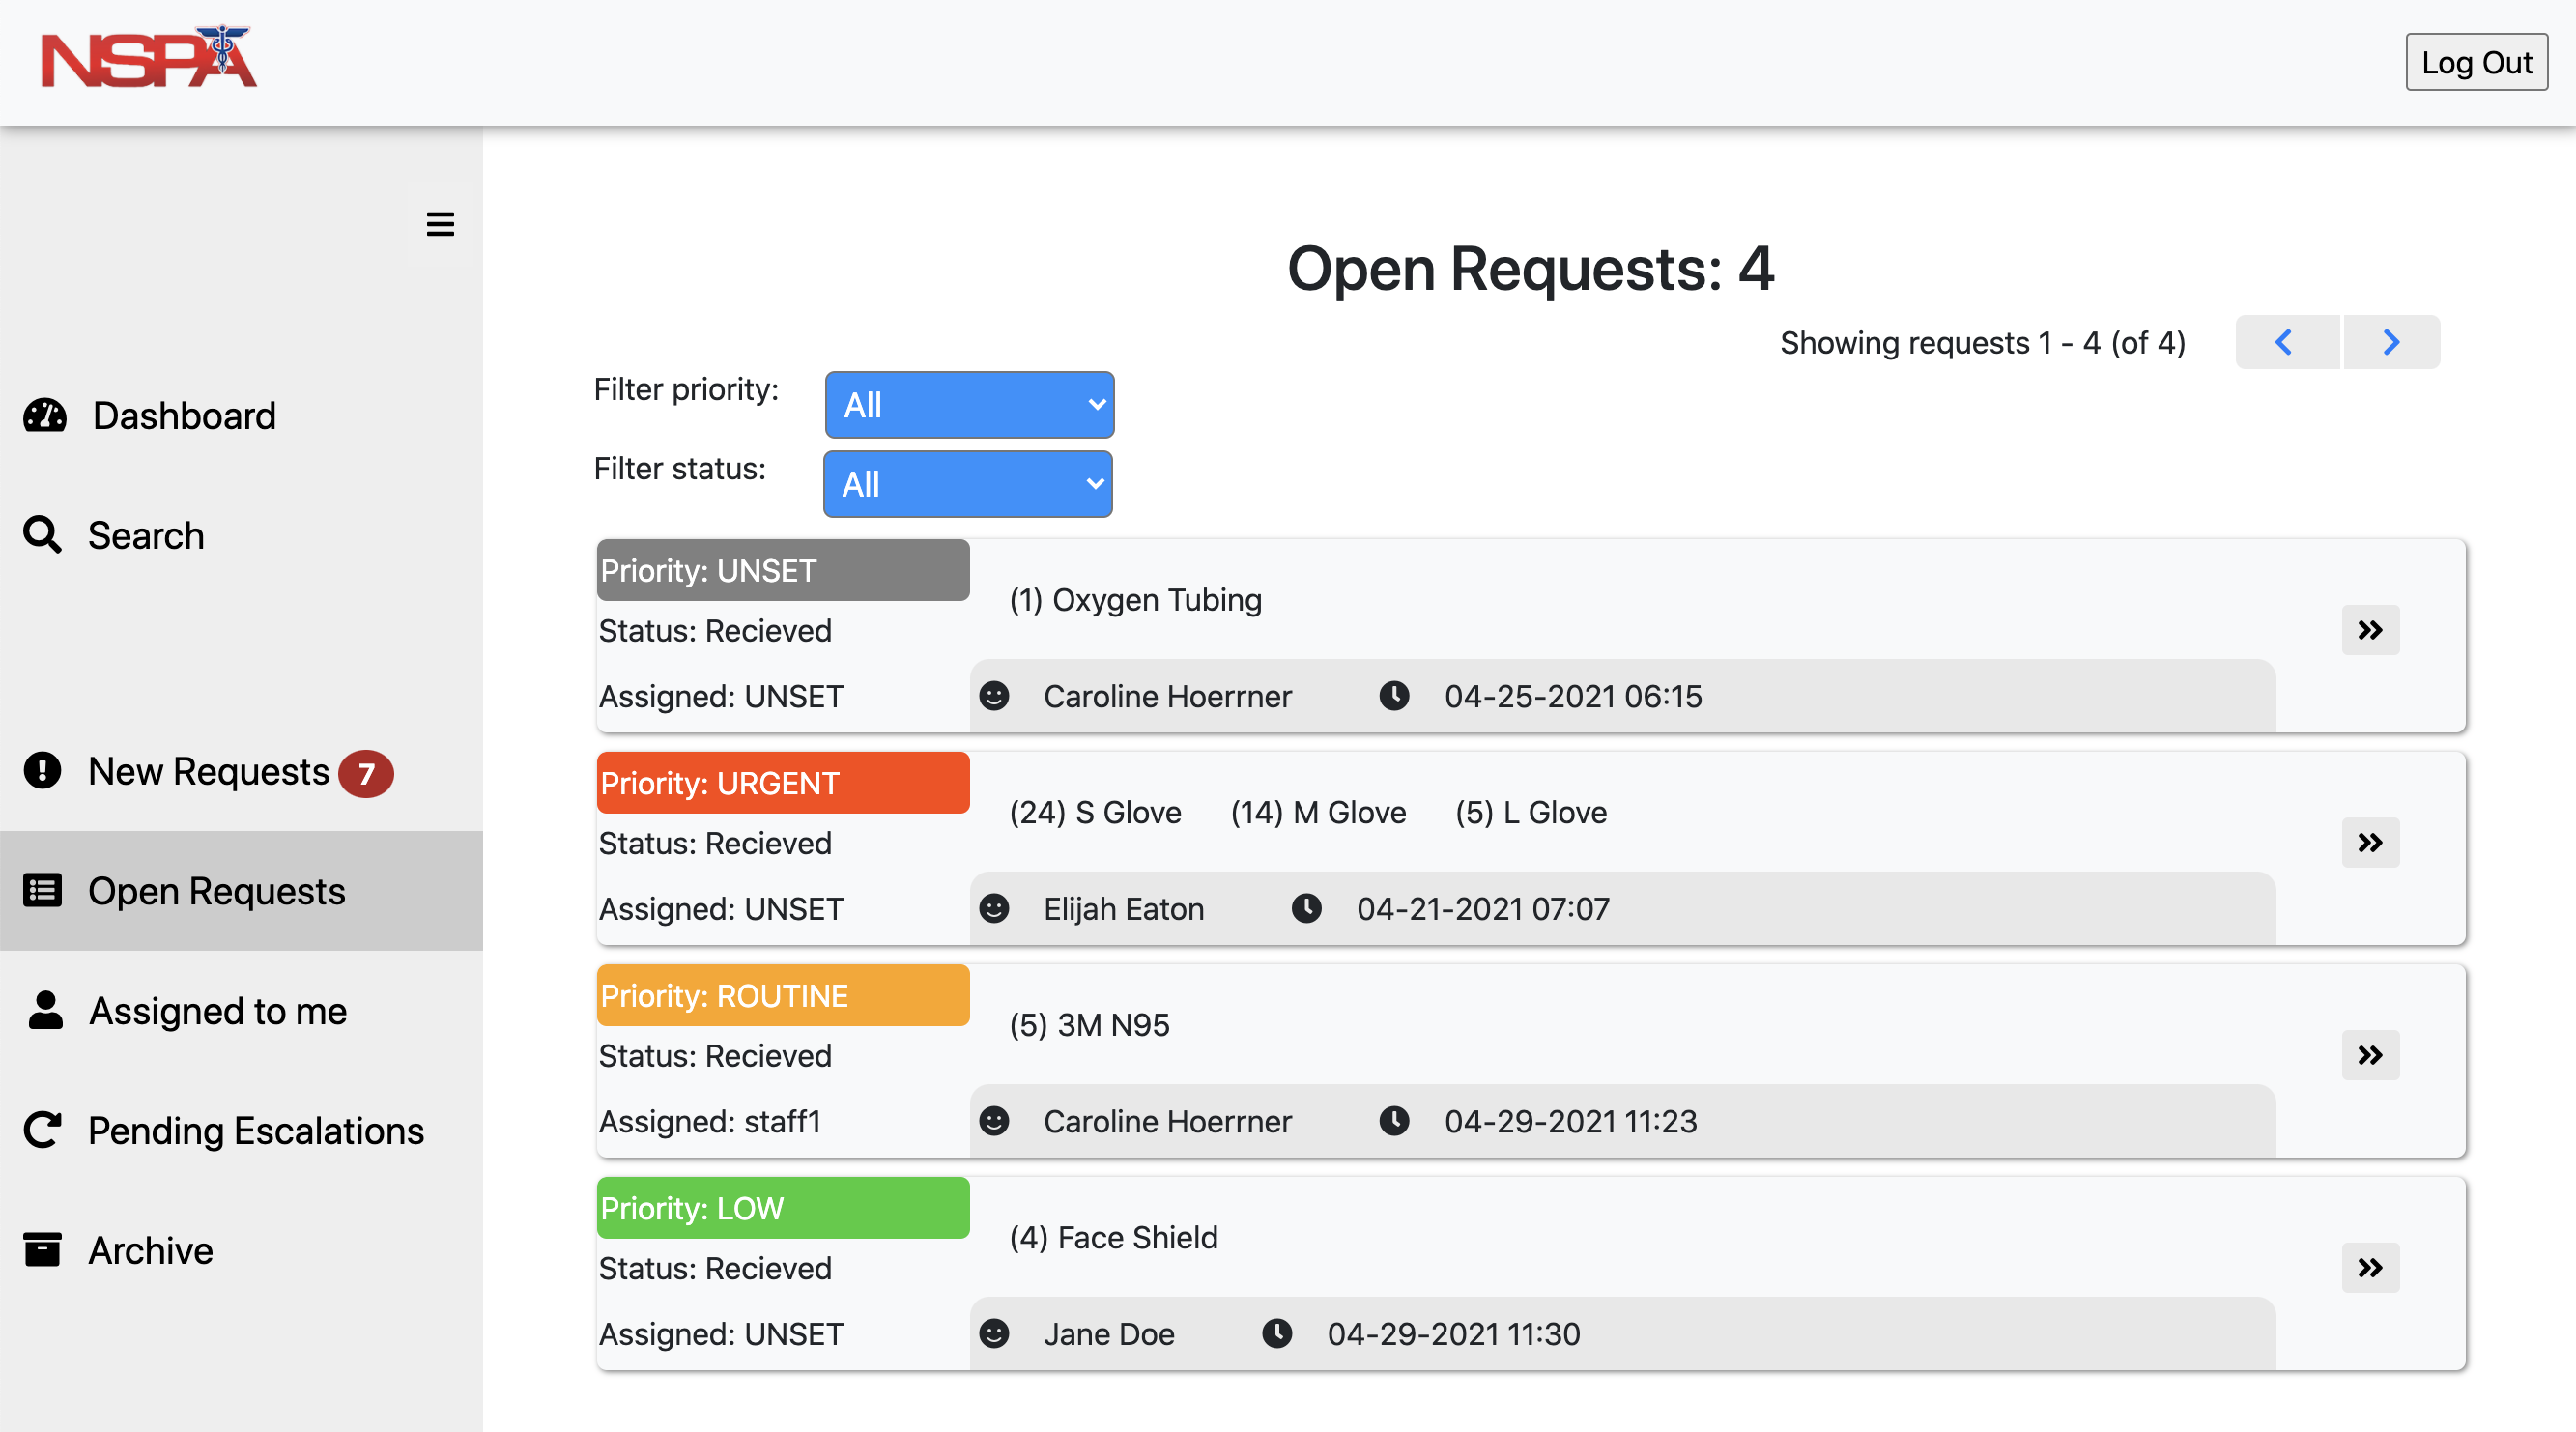 NSPA
Log Out
Dashboard
Search
New Requests 7
Open Requests
Assigned to me
Pending Escalations
Archive
Open Requests: 4
Showing requests 1 - 4 (of 4)
Filter priority: All
Filter status: All
Priority: UNSET
Status: Recieved
Assigned: UNSET
(1) Oxygen Tubing
Caroline Hoerrner 04-25-2021 06:15
Priority: URGENT
Status: Recieved
Assigned: UNSET
(24) S Glove (14) M Glove (5) L Glove
Elijah Eaton 04-21-2021 07:07
Priority: ROUTINE
Status: Recieved
Assigned: staff1
(5) 3M N95
Caroline Hoerrner 04-29-2021 11:23
Priority: LOW
Status: Recieved
Assigned: UNSET
(4) Face Shield
Jane Doe 04-29-2021 11:30